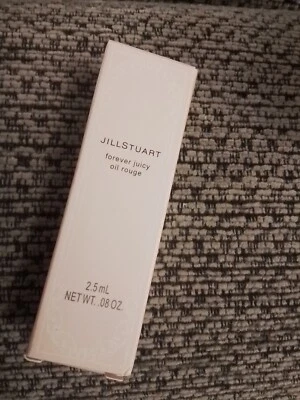 JILLSTUART
forever juicy
oil rouge
2.5mL
NET WT. .08 OZ.